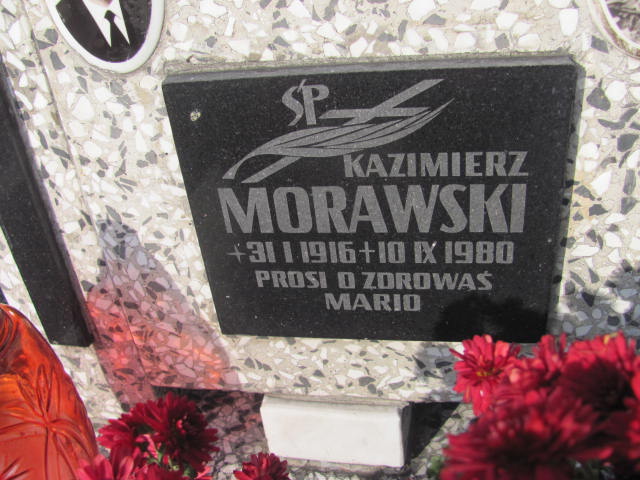 ŚP
KAZIMIERZ
MORAWSKI
+31 I 1916+10 IX 1980
PROSI O ZDROWAŚ
MARIO